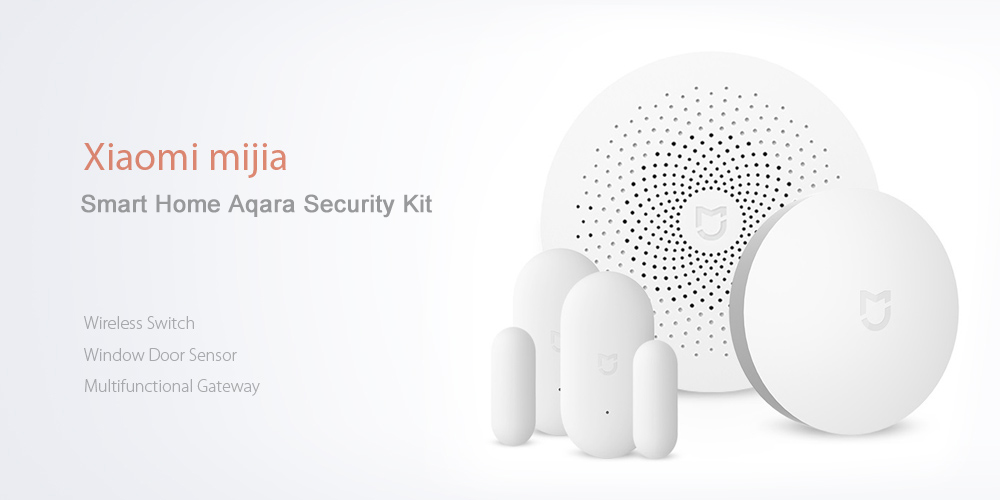 Xiaomi mijia
Smart Home Aqara Security Kit
Wireless Switch
Window Door Sensor
Multifunctional Gateway